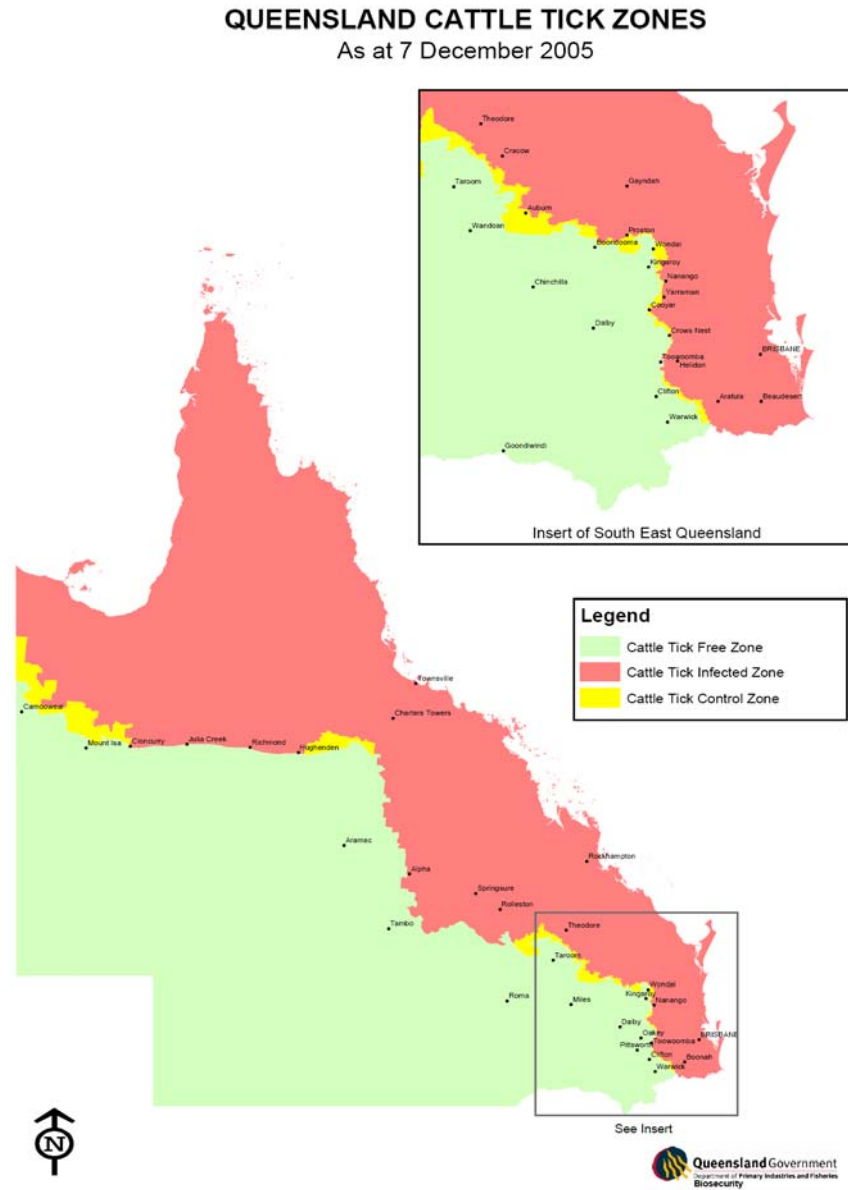 QUEENSLAND CATTLE TICK ZONES
As at 7 December 2005
Theodore
Cracow
Taroom
Gayndah
Auburn
Wandoan
Proston
Boondooma
Wondai
Kingaroy
Chinchilla
Nanango
Yarraman
Cooyar
Dalby
Crows Nest
BRISBANE
Toowoomba
Helidon
Clifton
Aratula
Beaudesert
Warwick
Goondiwindi
Insert of South East Queensland
Legend
Cattle Tick Free Zone
Cattle Tick Infected Zone
Cattle Tick Control Zone
Townsville
Camooweal
Charters Towers
Mount Isa
Cloncurry
Julia Creek
Richmond
Hughenden
Aramac
Rockhampton
Alpha
Springsure
Rolleston
Tambo
Theodore
Taroom
Wondai
Kingaroy
Nanango
Roma
Miles
Dalby
Oakey
BRISBANE
Toowoomba
Pittsworth
Clifton
Boonah
Warwick
See Insert
N
Queensland Government
Department of Primary Industries and Fisheries
Biosecurity